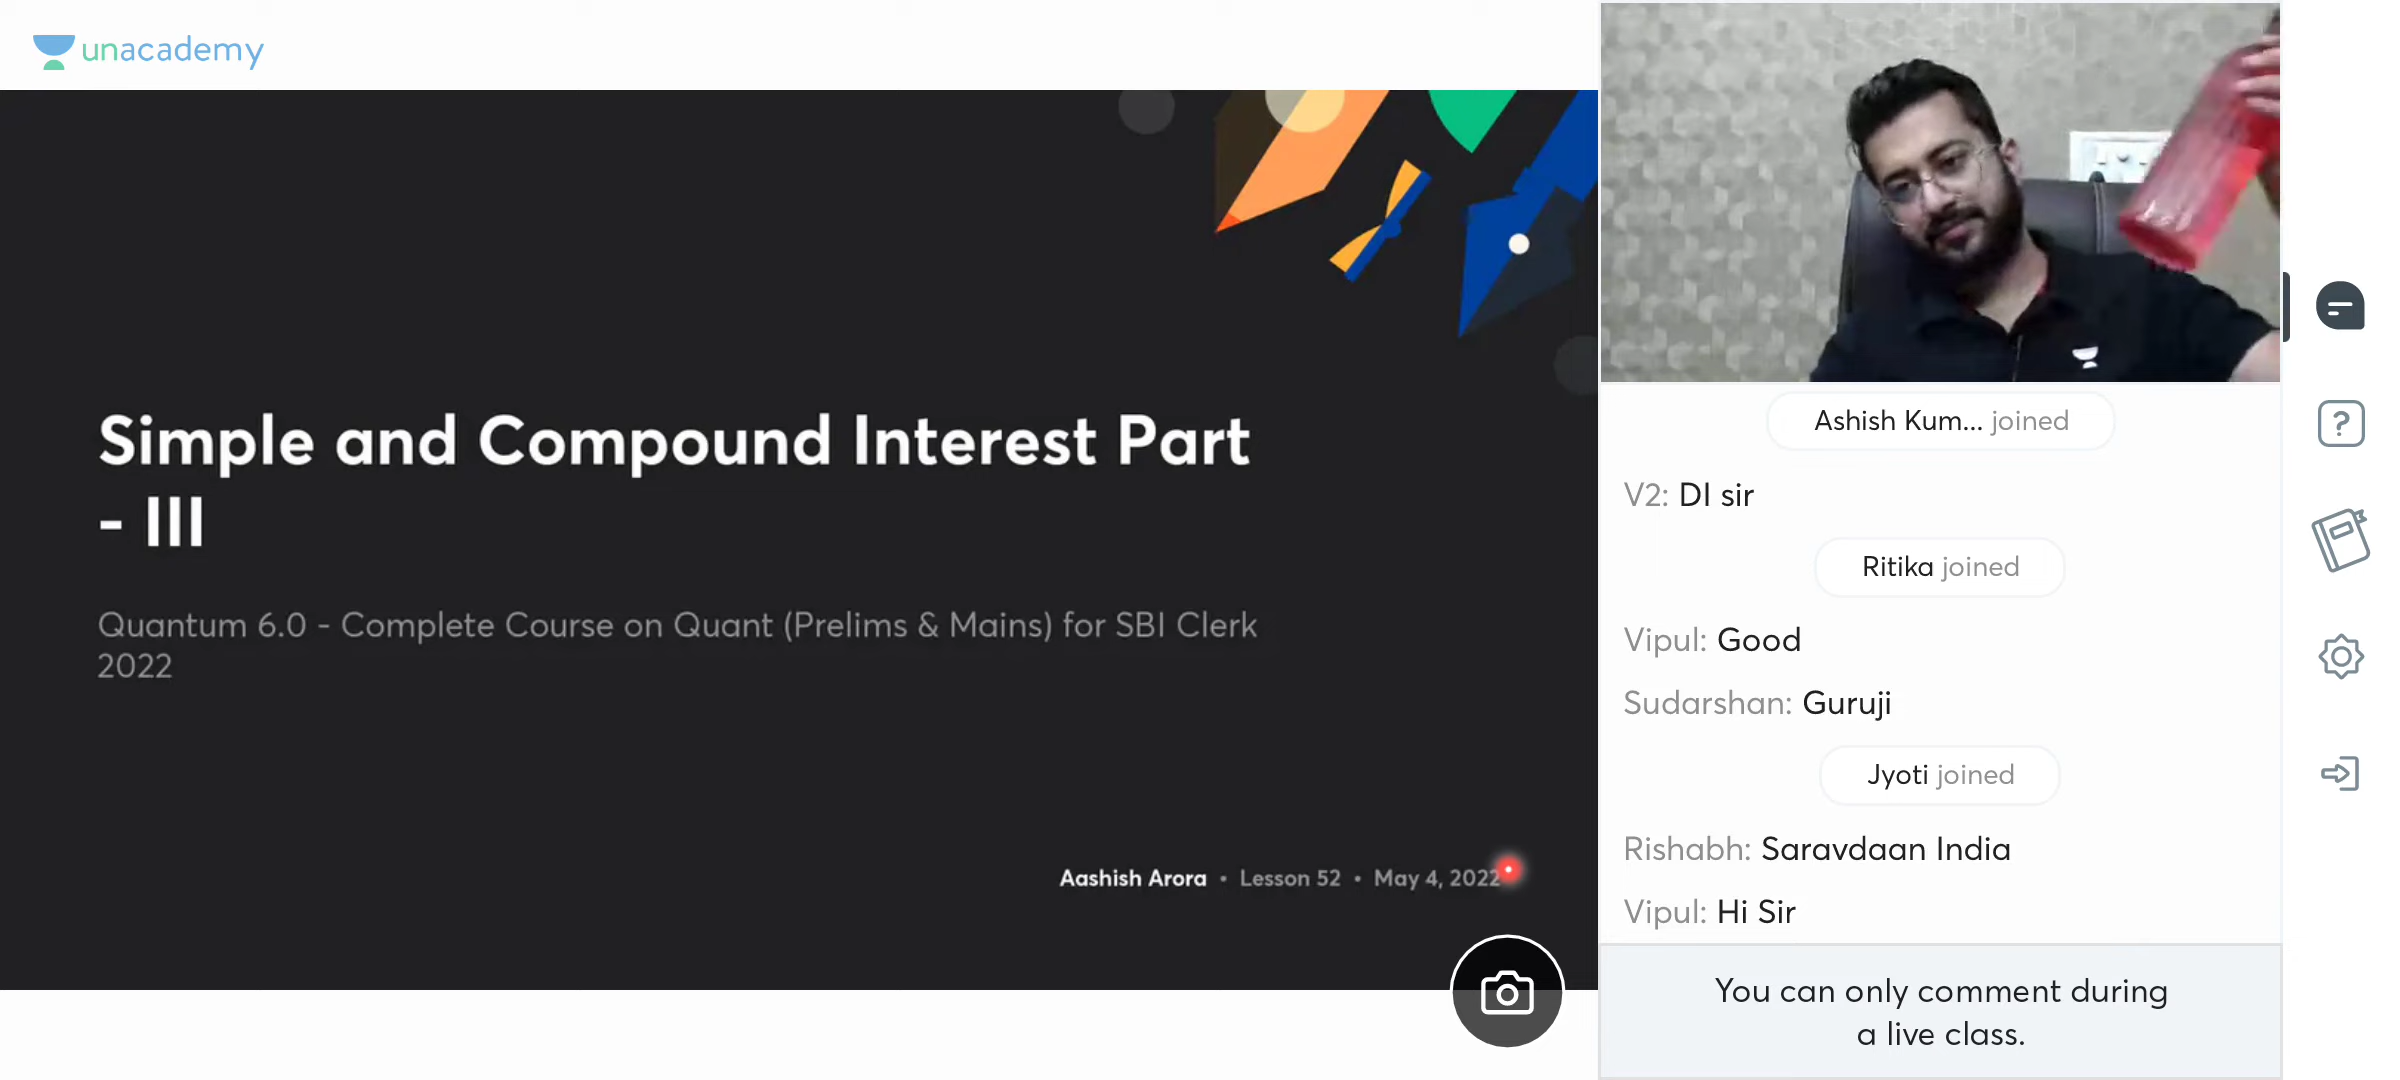 unacademy
Simple and Compound Interest Part
- III
Quantum 6.0 - Complete Course on Quant (Prelims & Mains) for SBI Clerk
2022
Aashish Arora • Lesson 52 • May 4, 2022
Ashish Kum... joined
V2: DI sir
Ritika joined
Vipul: Good
Sudarshan: Guruji
Jyoti joined
Rishabh: Saravdaan India
Vipul: Hi Sir
You can only comment during
a live class.